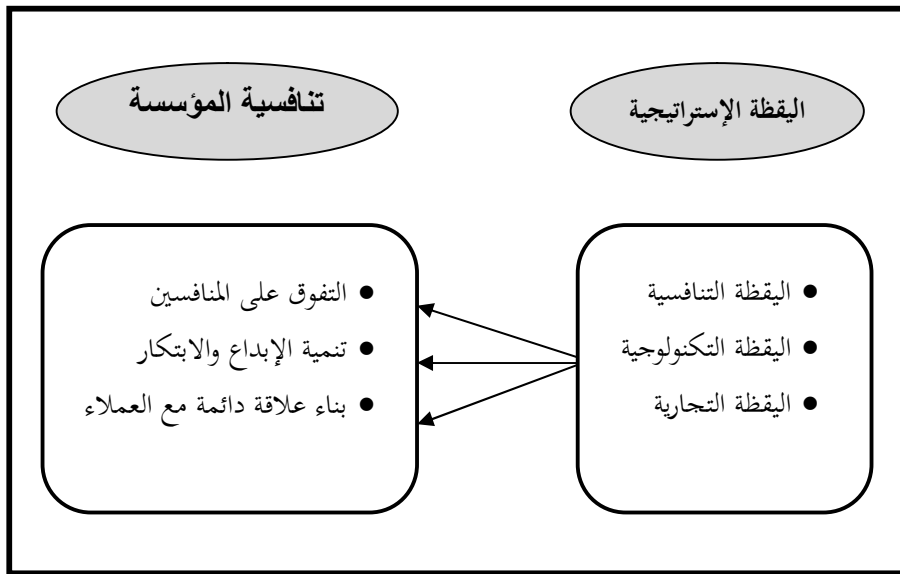 اليقظة الإستراتيجية
تنافسية المؤسسة
● اليقظة التنافسية
● اليقظة التكنولوجية
● اليقظة التجارية
● التفوق على المنافسين
● تنمية الإبداع والابتكار
● بناء علاقة دائمة مع العملاء